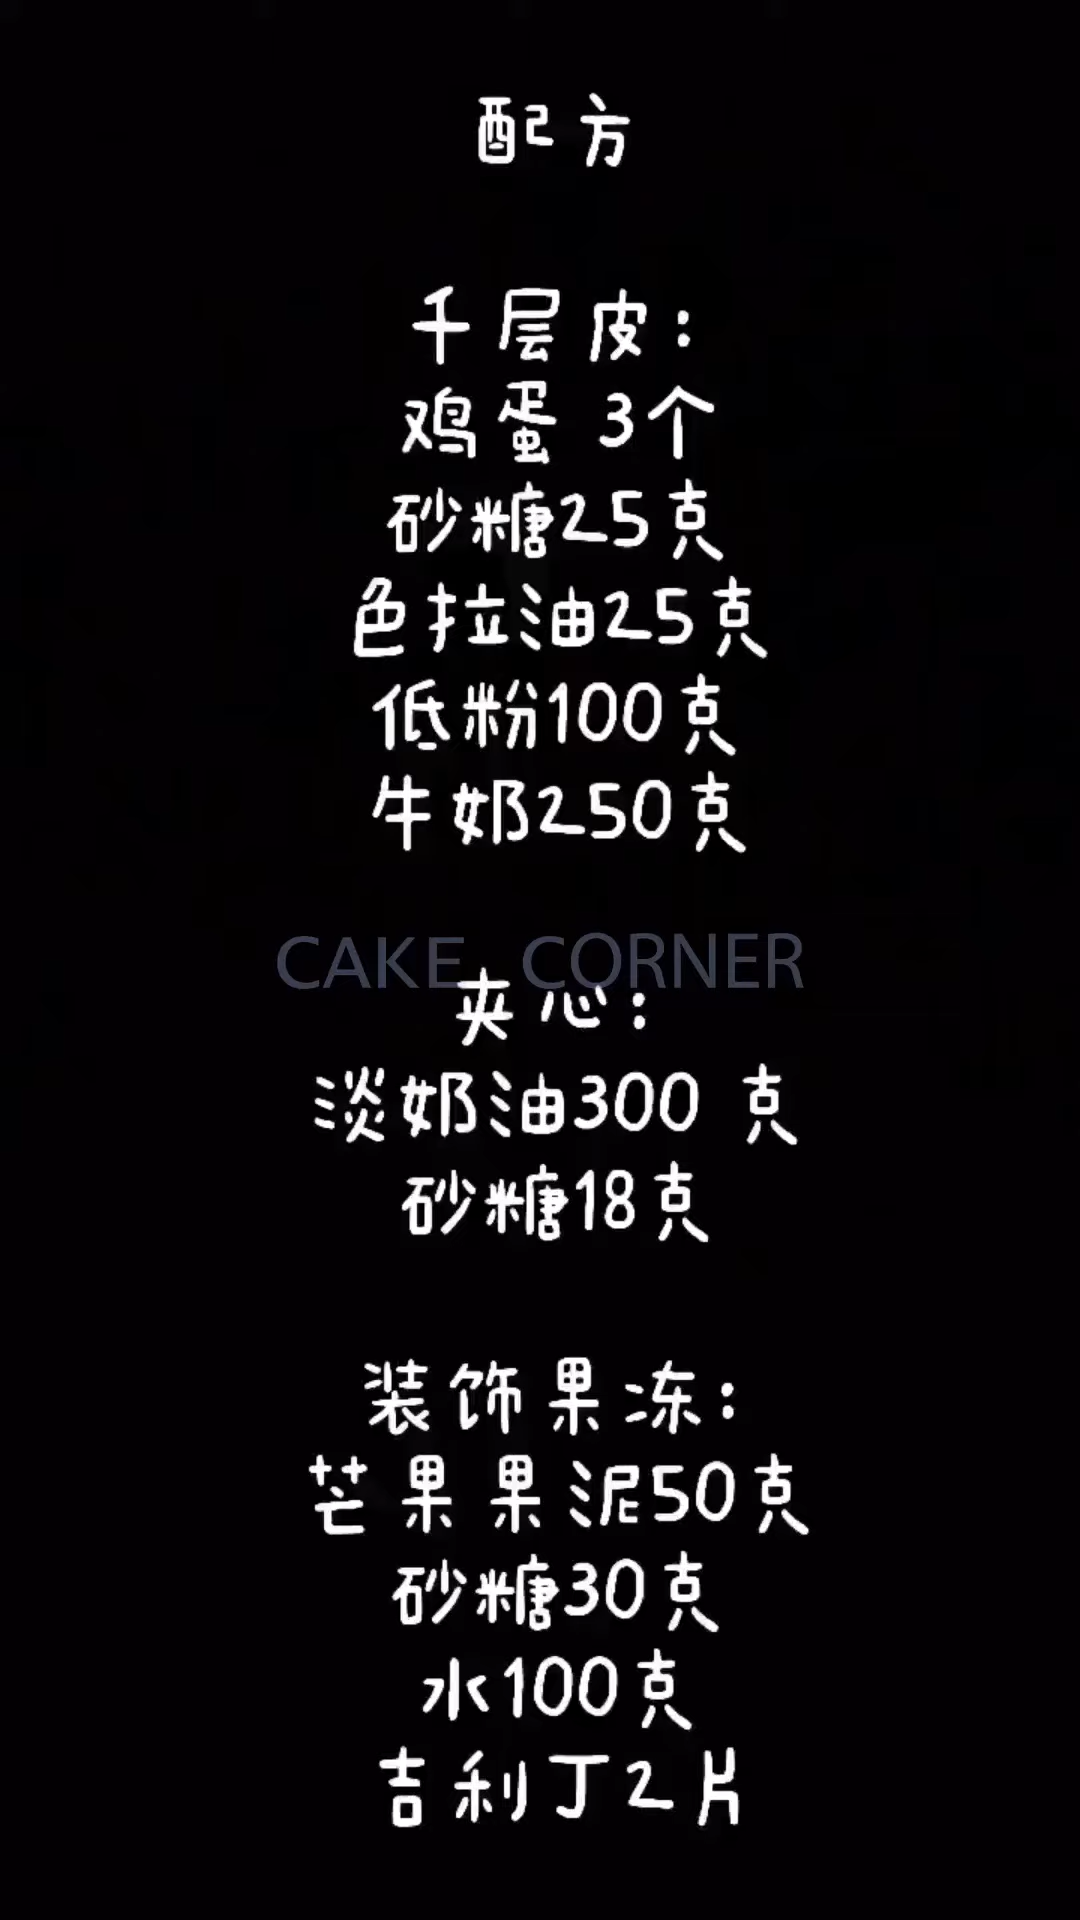 配方
千层皮：
鸡蛋 3个
砂糖25克
色拉油25克
低粉100克
牛奶250克
CAKE CORNER
夹心：
淡奶油300 克
砂糖18克
装饰果冻：
芒果果泥50克
砂糖30克
水100克
吉利丁2片